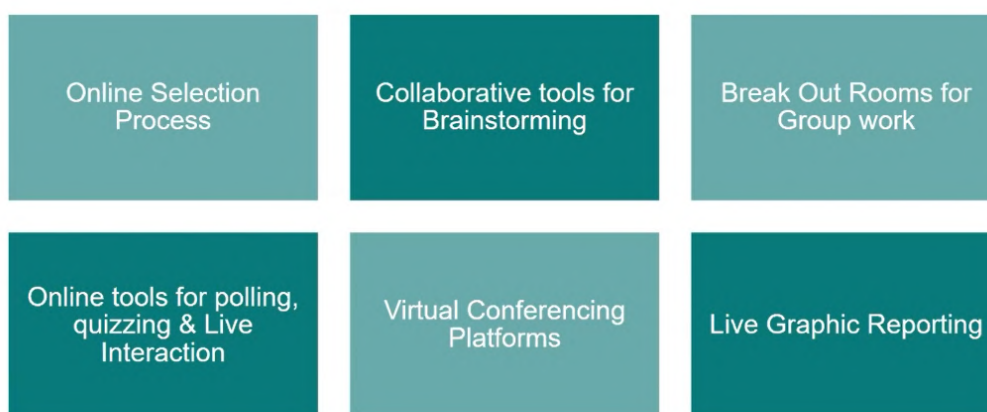 Online Selection
Process
Collaborative tools for
Brainstorming
Break Out Rooms for
Group work
Online tools for polling,
quizzing & Live
Interaction
Virtual Conferencing
Platforms
Live Graphic Reporting